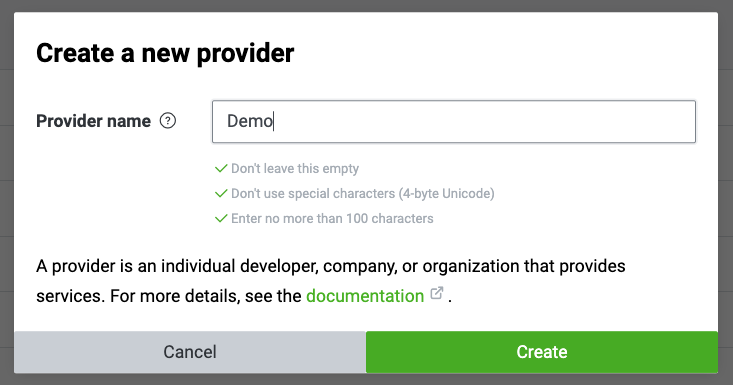 Create a new provider
Provider name ?
Demo
Don't leave this empty
Don't use special characters (4-byte Unicode)
Enter no more than 100 characters
A provider is an individual developer, company, or organization that provides
services. For more details, see the documentation .
Cancel
Create